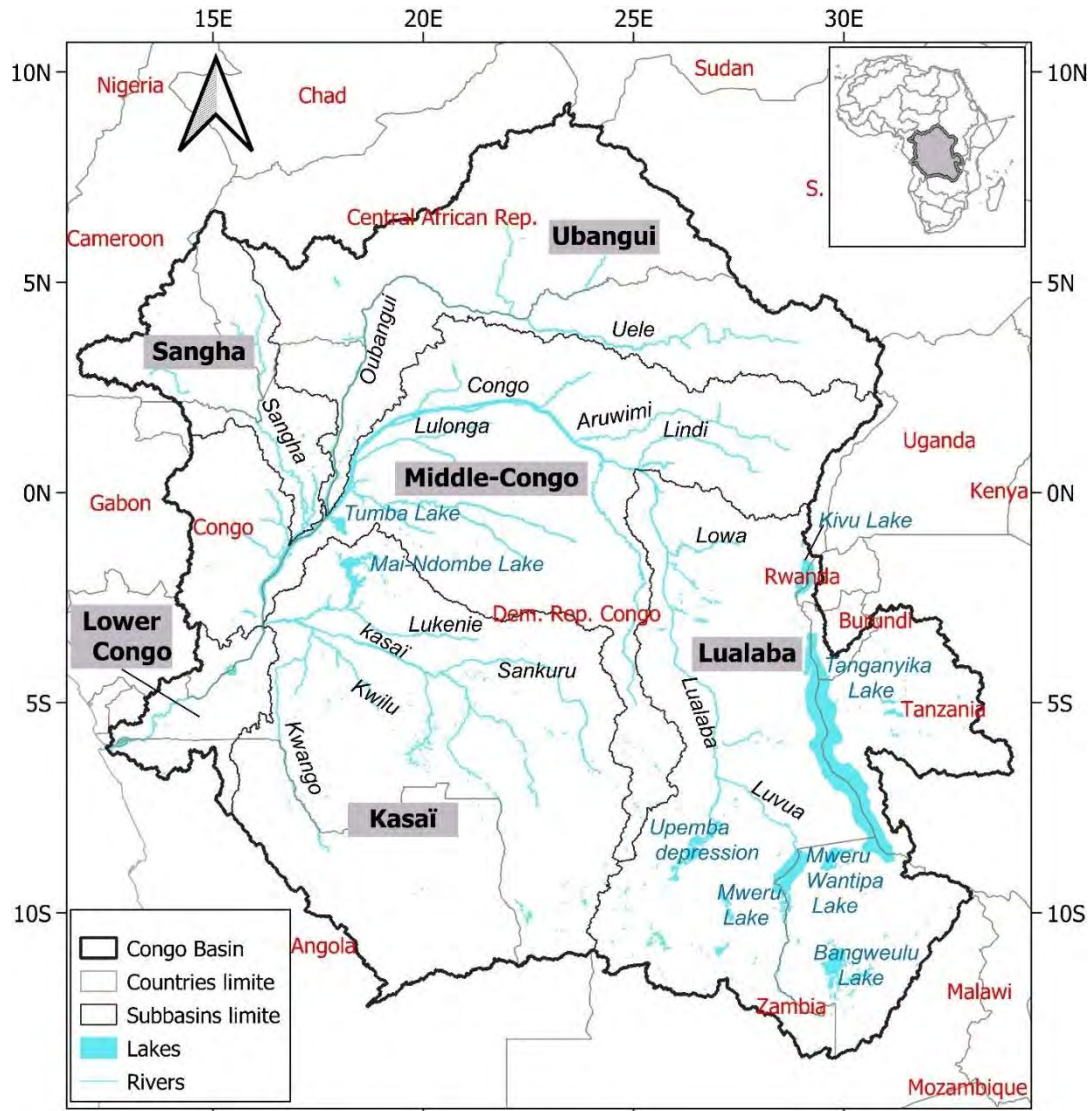 15E 20E 25E 30E
10N
10N
Nigeria
Chad
Sudan
S.
Central African Rep.
Cameroon
Ubangui
5N
5N
Oubangui
Uele
Sangha
Congo
Aruwimi
Sangha
Lulonga
Lindi
Uganda
Middle-Congo
0N
0N
Gabon
Congo
Tumba Lake
Kenya
Kivu Lake
Lowa
Mai-Ndombe Lake
Rwanda
Dem. Rep. Congo
Lower
Congo
Lukenie
Burundi
kasaï
Lualaba
Sankuru
Tanganyika
Lake
Kwilu
Lualaba
5S
5S
Tanzania
Kwango
Luvua
Kasaï
Upemba
depression
Mweru
Wantipa
Lake
Mweru
Lake
10S
10S
Angola
Bangweulu
Lake
Malawi
Zambia
Mozambique
Congo Basin
Countries limite
Subbasins limite
Lakes
Rivers